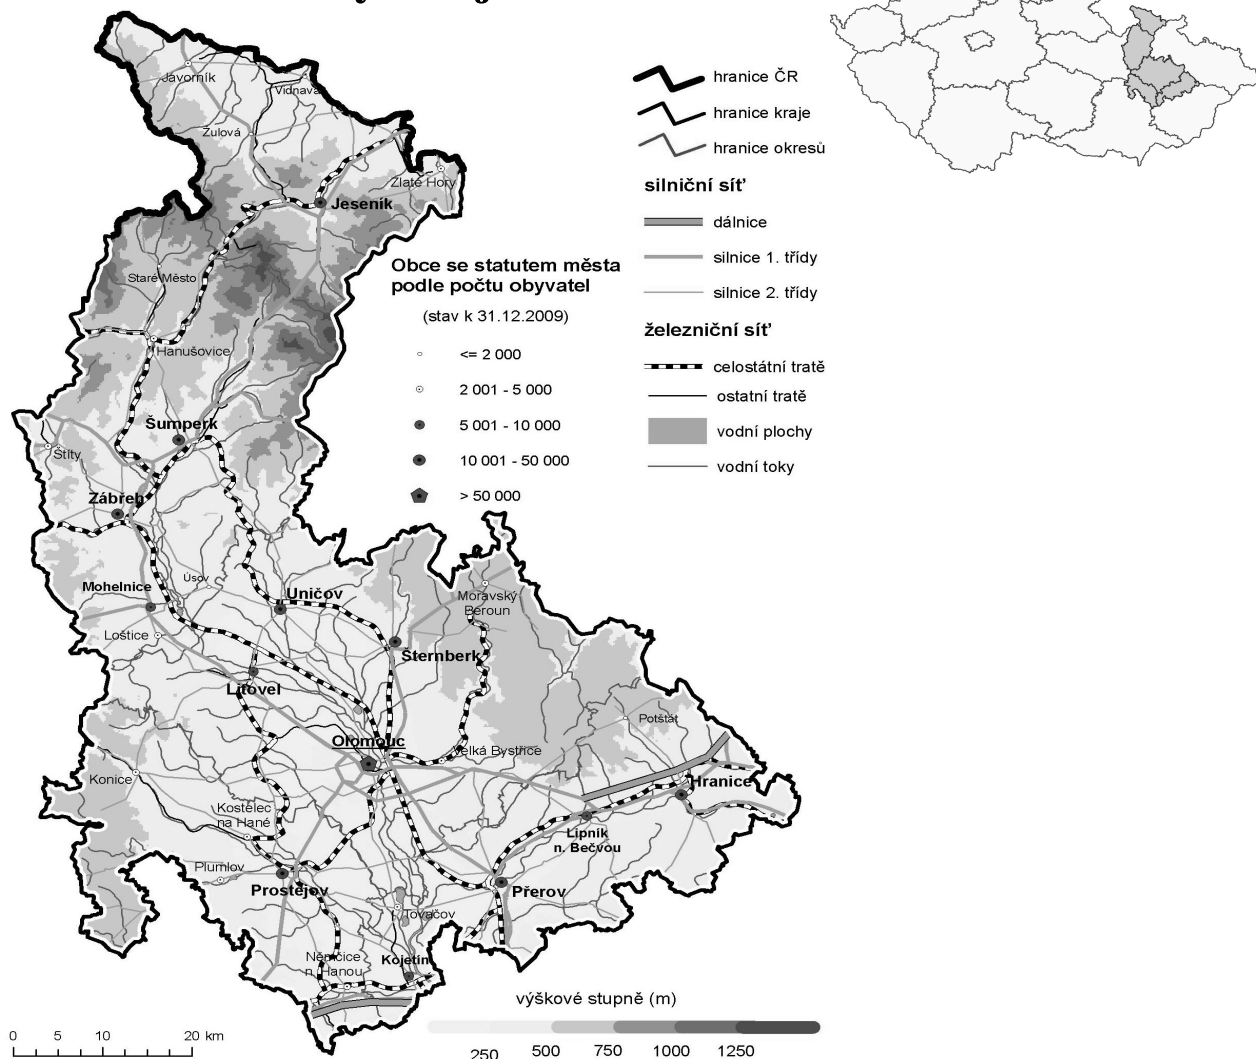 hranice ČR
hranice kraje
hranice okresů
silniční síť
dálnice
silnice 1. třídy
silnice 2. třídy
železniční síť
celostátní tratě
ostatní tratě
vodní plochy
vodní toky
Obce se statutem města
podle počtu obyvatel
(stav k 31.12.2009)
<= 2 000
2 001 - 5 000
5 001 - 10 000
10 001 - 50 000
> 50 000
Javorník
Vidnava
Žulová
Zlaté Hory
Jeseník
Staré Město
Hanušovice
Šumperk
Štíty
Zábřeh
Mohelnice
Úsov
Uničov
Moravský
Beroun
Loštice
Šternberk
Litovel
Potštát
Olomouc
Velká Bystřice
Konice
Hranice
Kostelec
na Hané
Lipník
n. Bečvou
Plumlov
Prostějov
Přerov
Tovačov
Němčice
n. Hanou
Kojetín
výškové stupně (m)
250 500 750 1000 1250
0 5 10 20 km